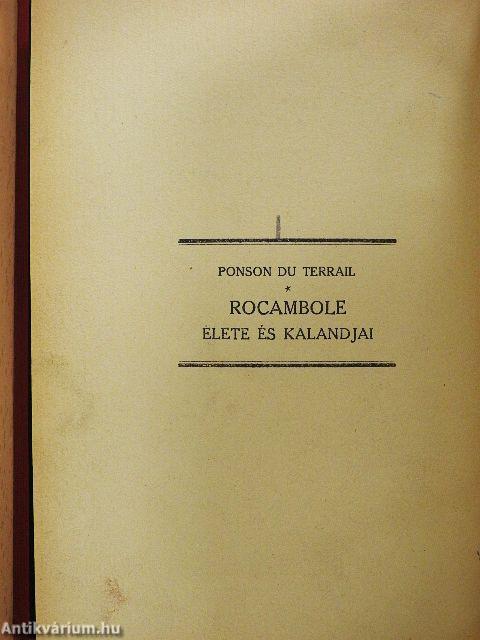 PONSON DU TERRAIL
*
ROCAMBOLE
ÉLETE ÉS KALANDJAI
Antikvárium.hu